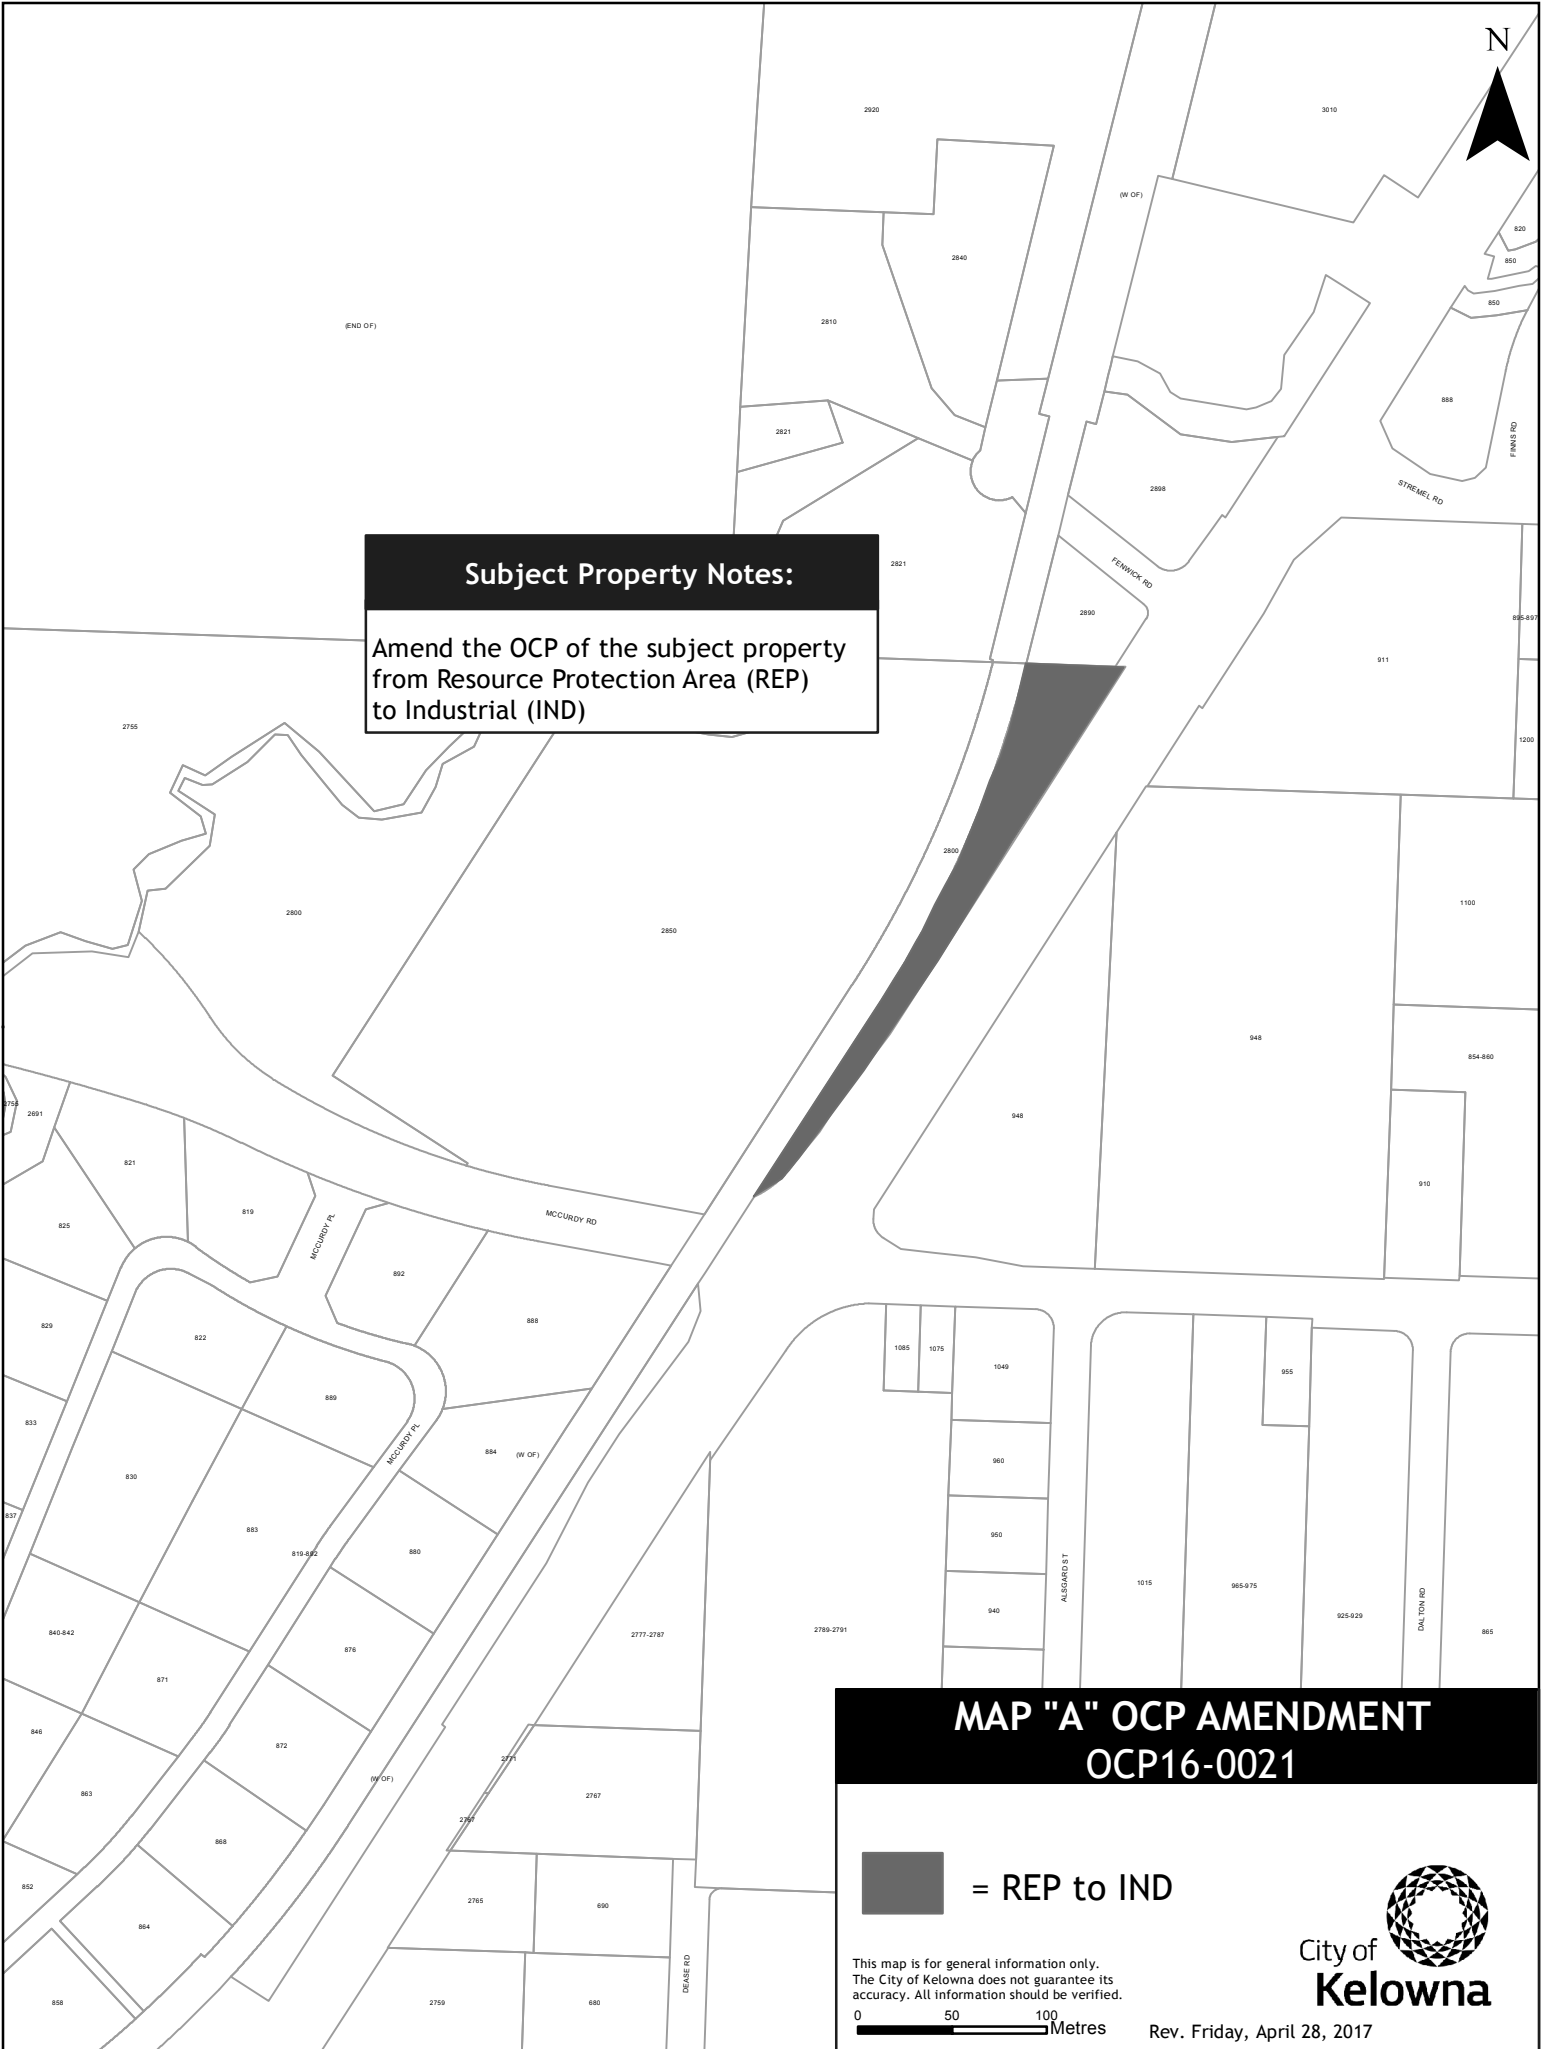 N
2920
3010
(W OF)
820
2840
850
850
(END OF)
2810
888
2821
FINNS RD
2898
STREMEL RD
Subject Property Notes:
2821
FENWICK RD
2890
895-897
Amend the OCP of the subject property
from Resource Protection Area (REP)
to Industrial (IND)
911
2755
1200
2800
2800
2850
1100
948
854-860
2755
2691
948
821
910
819
MCCURDY RD
825
MCCURDY PL
892
829
822
888
1085
1075
1049
955
889
833
MCCURDY PL
884
(W OF)
960
830
837
883
950
819-892
880
ALSGARD ST
1015
965-975
940
925-929
DALTON RD
840-842
2777-2787
2789-2791
865
876
871
846
872
MAP "A" OCP AMENDMENT
OCP16-0021
2771
(W OF)
863
2767
2767
868
852
2765
690
= REP to IND
864
City of
Kelowna
This map is for general information only.
The City of Kelowna does not guarantee its
accuracy. All information should be verified.
DEASE RD
858
2759
680
0 50 100
Metres
Rev. Friday, April 28, 2017